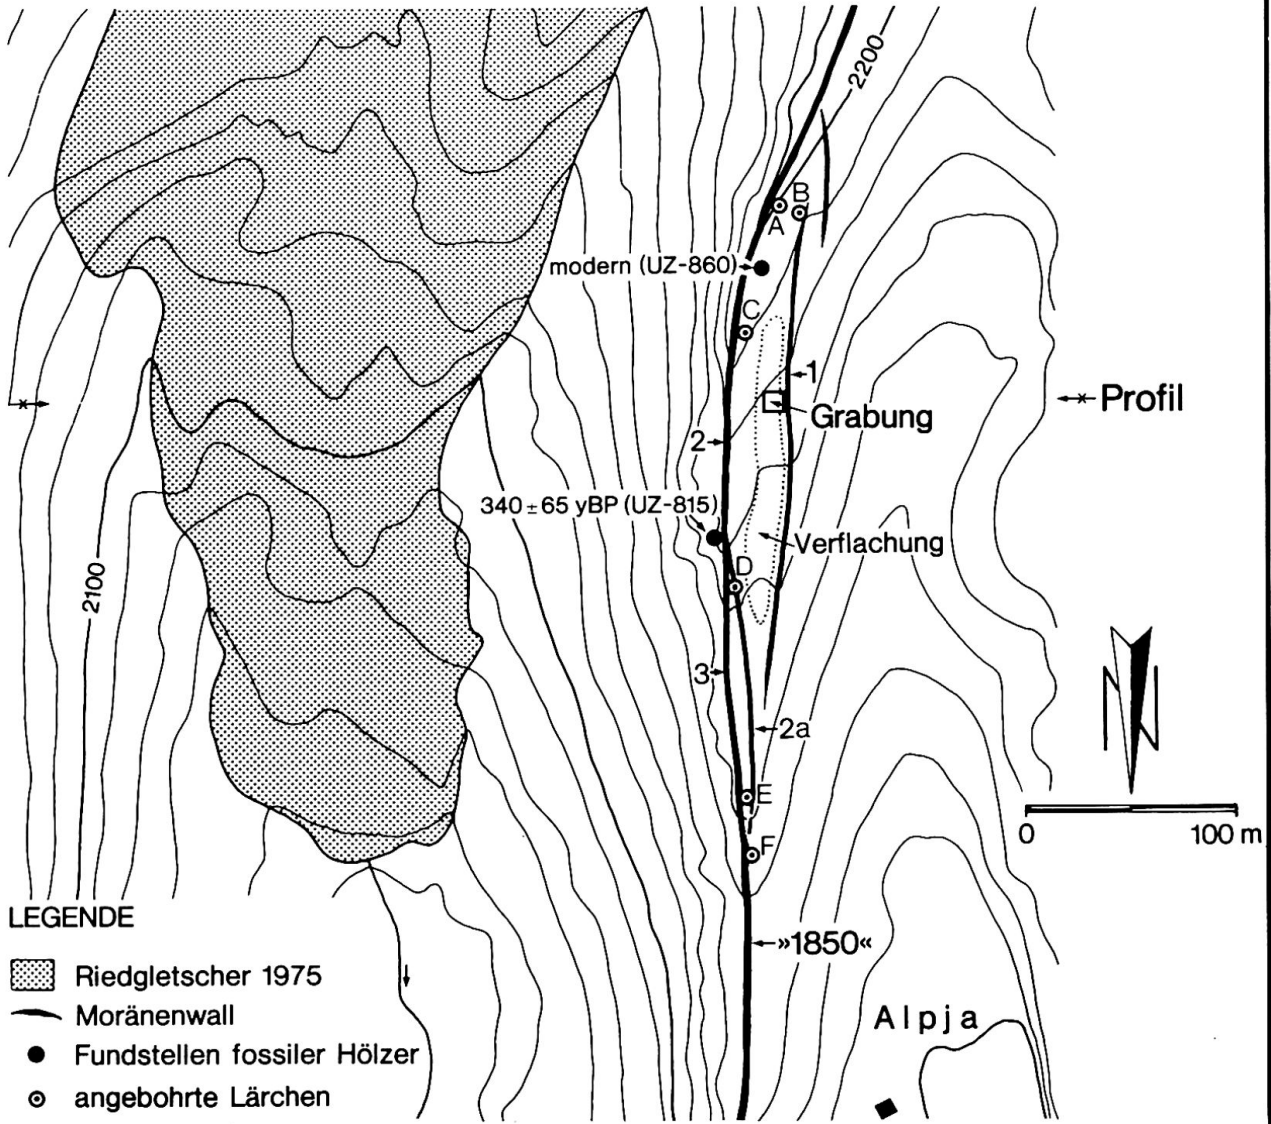 2200
B
A
modern (UZ-860)
C
1
Profil
Grabung
2
340 ± 65 yBP (UZ-815)
Verflachung
D
2100
3
2a
N
E
0 100 m
F
LEGENDE
»1850«
Riedgletscher 1975
Moränenwall
Alpja
Fundstellen fossiler Hölzer
angebohrte Lärchen